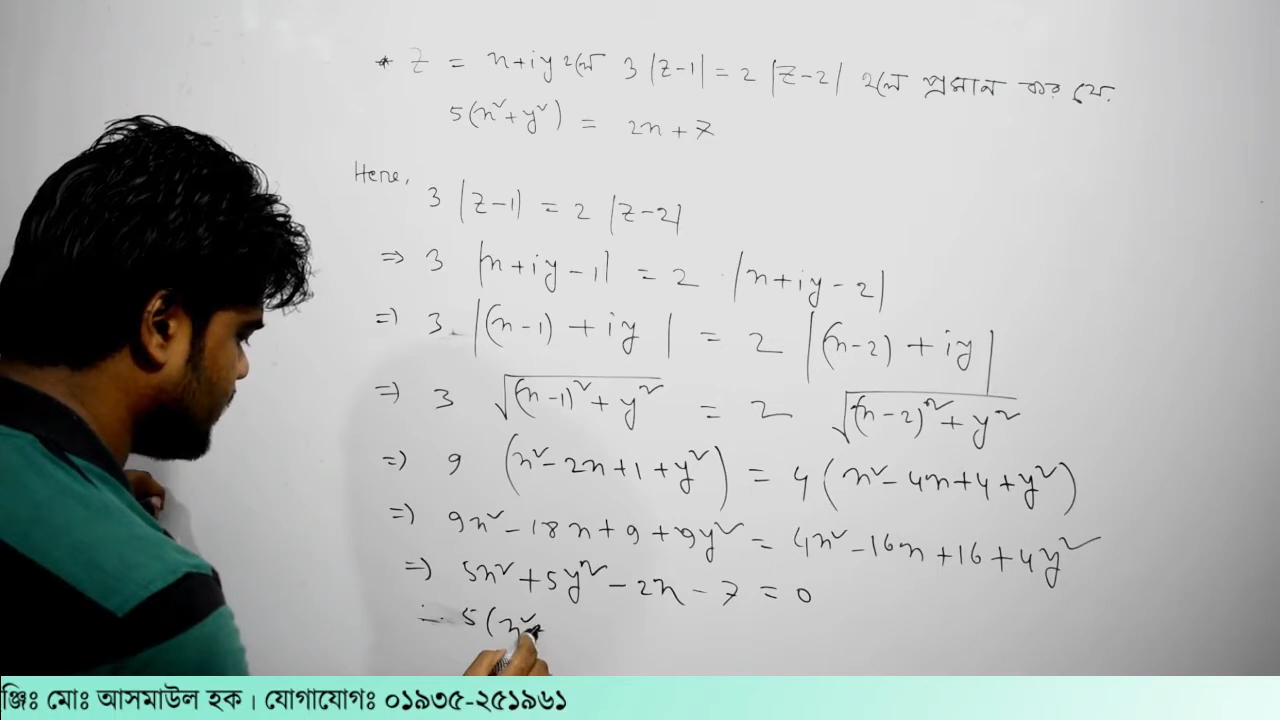 * z = x+iy হলে 3 |z-1| = 2 |z-2| হলে প্রমান কর যে.
5(x²+y²) = 2x+7
Here,
3 |z-1| = 2 |z-2|
⇒ 3 |x+iy-1| = 2 |x+iy-2|
⇒ 3 |(x-1)+iy| = 2 |(x-2)+iy|
⇒ 3 √((x-1)²+y²) = 2 √((x-2)²+y²)
⇒ 9 (x²-2x+1+y²) = 4 (x²-4x+4+y²)
⇒ 9x²-18x+9+9y² = 4x²-16x+16+4y²
⇒ 5x²+5y²-2x-7 = 0
∴ 5(x²
ঞ্জিঃ মোঃ আসমাউল হক। যোগাযোগঃ ০১৯৩৫-২৫১৯৬১